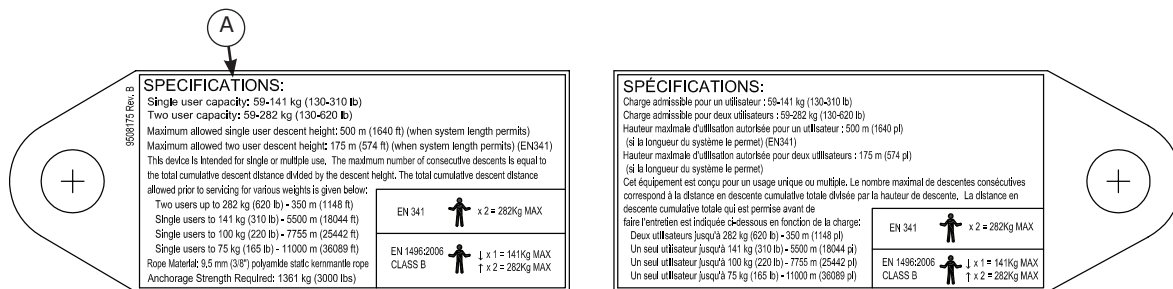 A
9508175 Rev. B
SPECIFICATIONS:
Single user capacity: 59-141 kg (130-310 lb)
Two user capacity: 59-282 kg (130-620 lb)
Maximum allowed single user descent height: 500 m (1640 ft) (when system length permits)
Maximum allowed two user descent height: 175 m (574 ft) (when system length permits) (EN341)
This device is intended for single or multiple use. The maximum number of consecutive descents is equal to
the total cumulative descent distance divided by the descent height. The total cumulative descent distance
allowed prior to servicing for various weights is given below:
Two users up to 282 kg (620 lb) - 350 m (1148 ft)
Single users to 141 kg (310 lb) - 5500 m (18044 ft)
Single users to 100 kg (220 lb) - 7755 m (25442 ft)
Single users to 75 kg (165 lb) - 11000 m (36089 ft)
Rope Material; 9,5 mm (3/8") polyamide static kernmantle rope
Anchorage Strength Required: 1361 kg (3000 lbs)
EN 341 x 2 = 282Kg MAX
EN 1496:2006 ↓ x 1 = 141Kg MAX
CLASS B ↑ x 2 = 282Kg MAX
SPÉCIFICATIONS:
Charge admissible pour un utilisateur : 59-141 kg (130-310 lb)
Charge admissible pour deux utilisateurs : 59-282 kg (130-620 lb)
Hauteur maximale d'utilisation autorisée pour un utilisateur : 500 m (1640 pi)
(si la longueur du système le permet) (EN341)
Hauteur maximale d'utilisation autorisée pour deux utilisateurs : 175 m (574 pi)
(si la longueur du système le permet)
Cet équipement est conçu pour un usage unique ou multiple. Le nombre maximal de descentes consécutives
correspond à la distance en descente cumulative totale divisée par la hauteur de descente. La distance en
descente cumulative totale qui est permise avant de
faire l'entretien est indiquée ci-dessous en fonction de la charge:
Deux utilisateurs jusqu'à 282 kg (620 lb) - 350 m (1148 pi)
Un seul utilisateur jusqu'à 141 kg (310 lb) - 5500 m (18044 pi)
Un seul utilisateur jusqu'à 100 kg (220 lb) - 7755 m (25442 pi)
Un seul utilisateur jusqu'à 75 kg (165 lb) - 11000 m (36089 pi)
EN 341 x 2 = 282Kg MAX
EN 1496:2006 ↓ x 1 = 141Kg MAX
CLASS B ↑ x 2 = 282Kg MAX